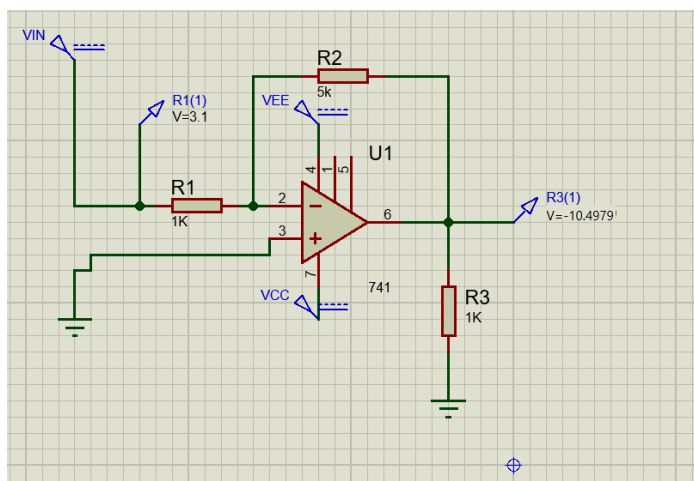 VIN
R2
5k
R1(1)
V=3.1
VEE
U1
4
1
5
R1
1K
2
6
3
7
R3(1)
V=-10.4979
VCC
741
R3
1K